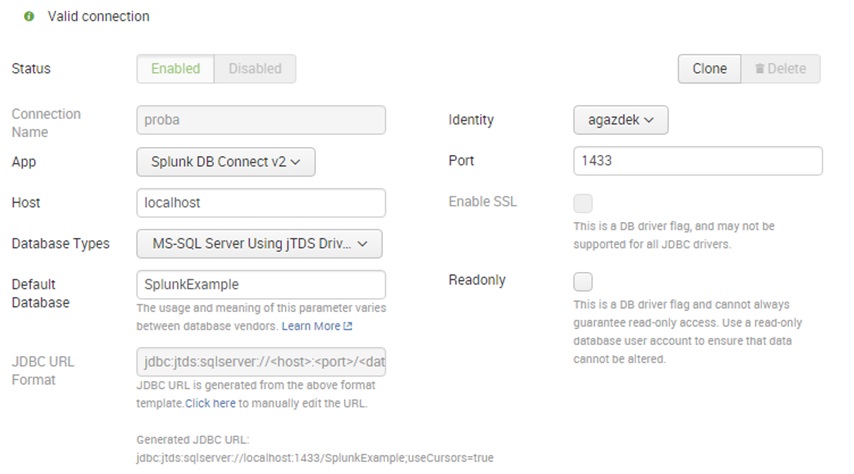 Valid connection
Status
Enabled
Disabled
Clone
Delete
Connection
Name
proba
Identity
agazdek
App
Splunk DB Connect v2
Port
1433
Host
localhost
Enable SSL
This is a DB driver flag, and may not be
supported for all JDBC drivers.
Database Types
MS-SQL Server Using jTDS Driv...
Default
Database
SplunkExample
The usage and meaning of this parameter varies
between database vendors. Learn More
Readonly
This is a DB driver flag and cannot always
guarantee read-only access. Use a read-only
database user account to ensure that data
cannot be altered.
JDBC URL
Format
jdbc:jtds:sqlserver://<host>:<port>/<dat
JDBC URL is generated from the above format
template.Click here to manually edit the URL.
Generated JDBC URL:
jdbc:jtds:sqlserver://localhost:1433/SplunkExample;useCursors=true